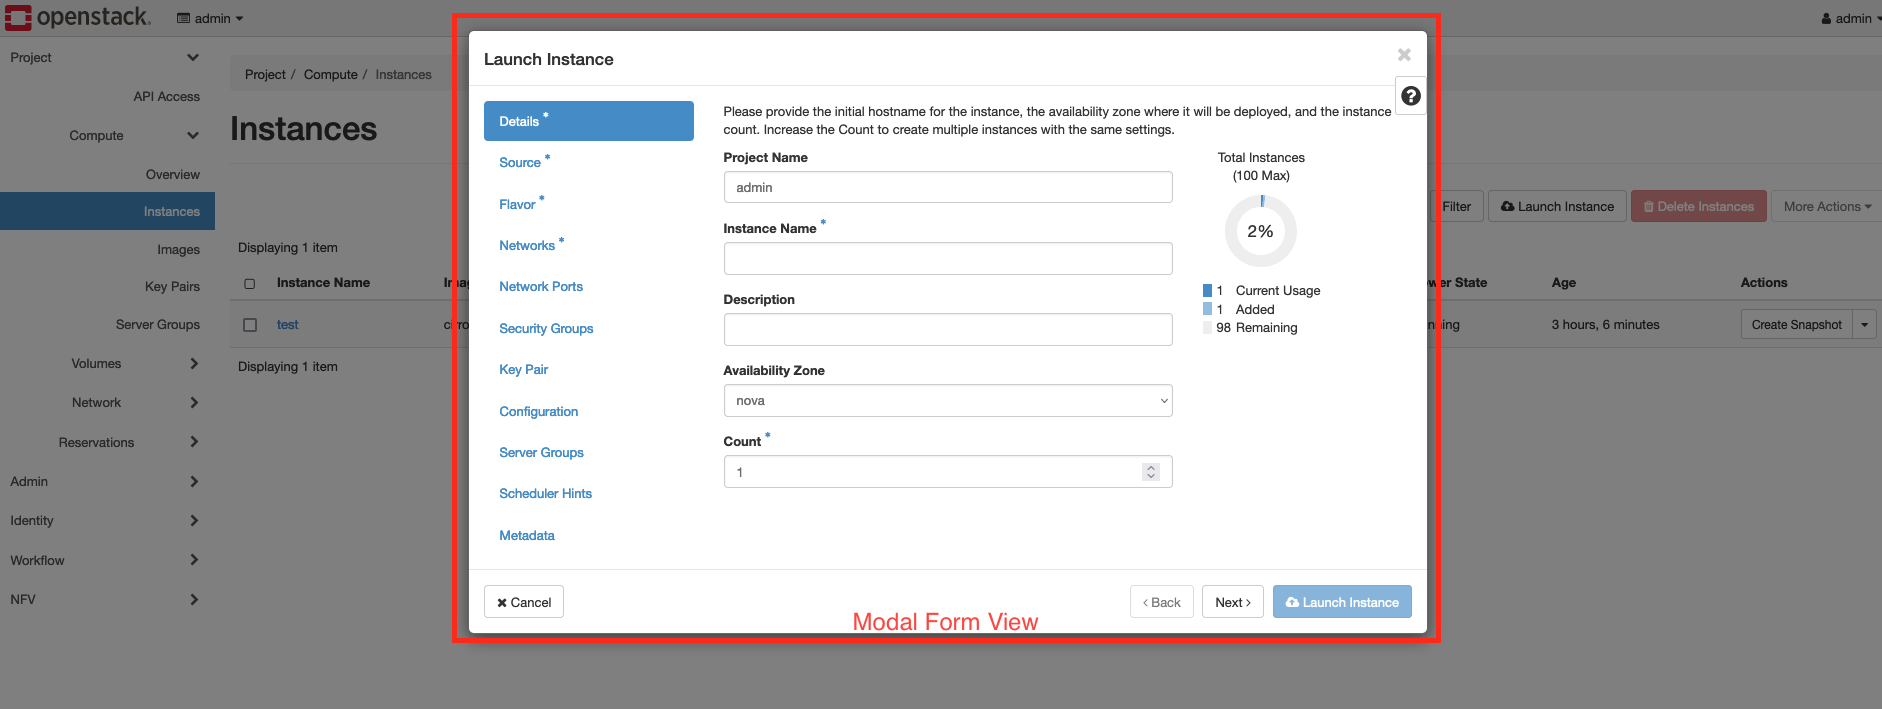 openstack.
admin
admin
Project
API Access
Compute
Overview
Instances
Images
Key Pairs
Server Groups
Volumes
Network
Reservations
Admin
Identity
Workflow
NFV
Project / Compute / Instances
Instances
Filter
Launch Instance
Delete Instances
More Actions
Displaying 1 item
Instance Name
Power State
Age
Actions
test
3 hours, 6 minutes
Create Snapshot
Displaying 1 item
Launch Instance
Details *
Source *
Flavor *
Networks *
Network Ports
Security Groups
Key Pair
Configuration
Server Groups
Scheduler Hints
Metadata
Please provide the initial hostname for the instance, the availability zone where it will be deployed, and the instance
count. Increase the Count to create multiple instances with the same settings.
Project Name
admin
Instance Name *
Description
Availability Zone
nova
Count *
1
Total Instances
(100 Max)
2%
1 Current Usage
1 Added
98 Remaining
Cancel
< Back
Next >
Launch Instance
Modal Form View